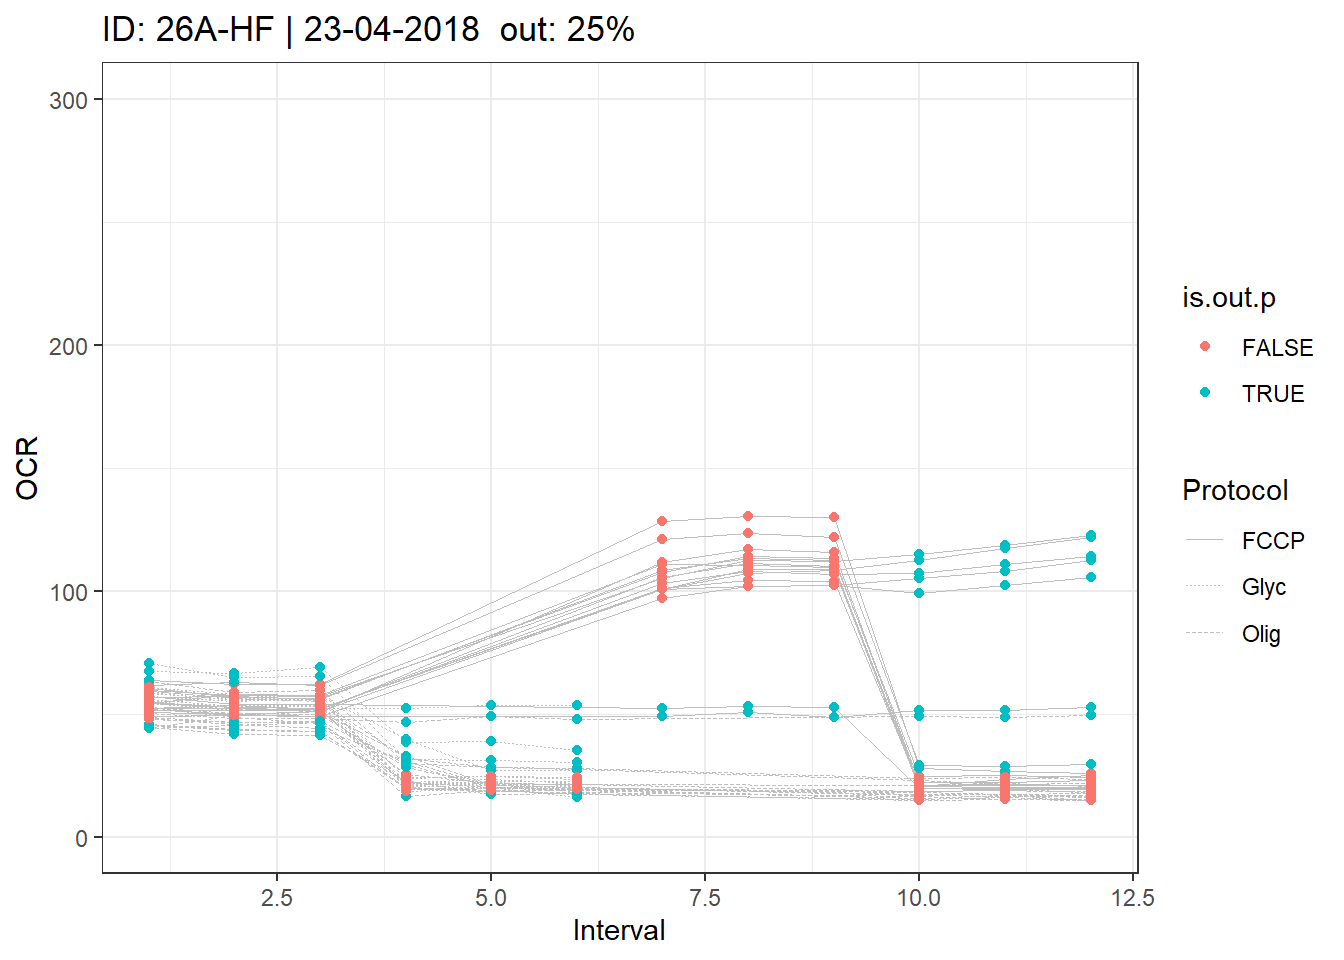 ID: 26A-HF | 23-04-2018  out: 25%
300
200
100
0
OCR
2.5
5.0
7.5
10.0
12.5
Interval
is.out.p
FALSE
TRUE
Protocol
FCCP
Glyc
Olig